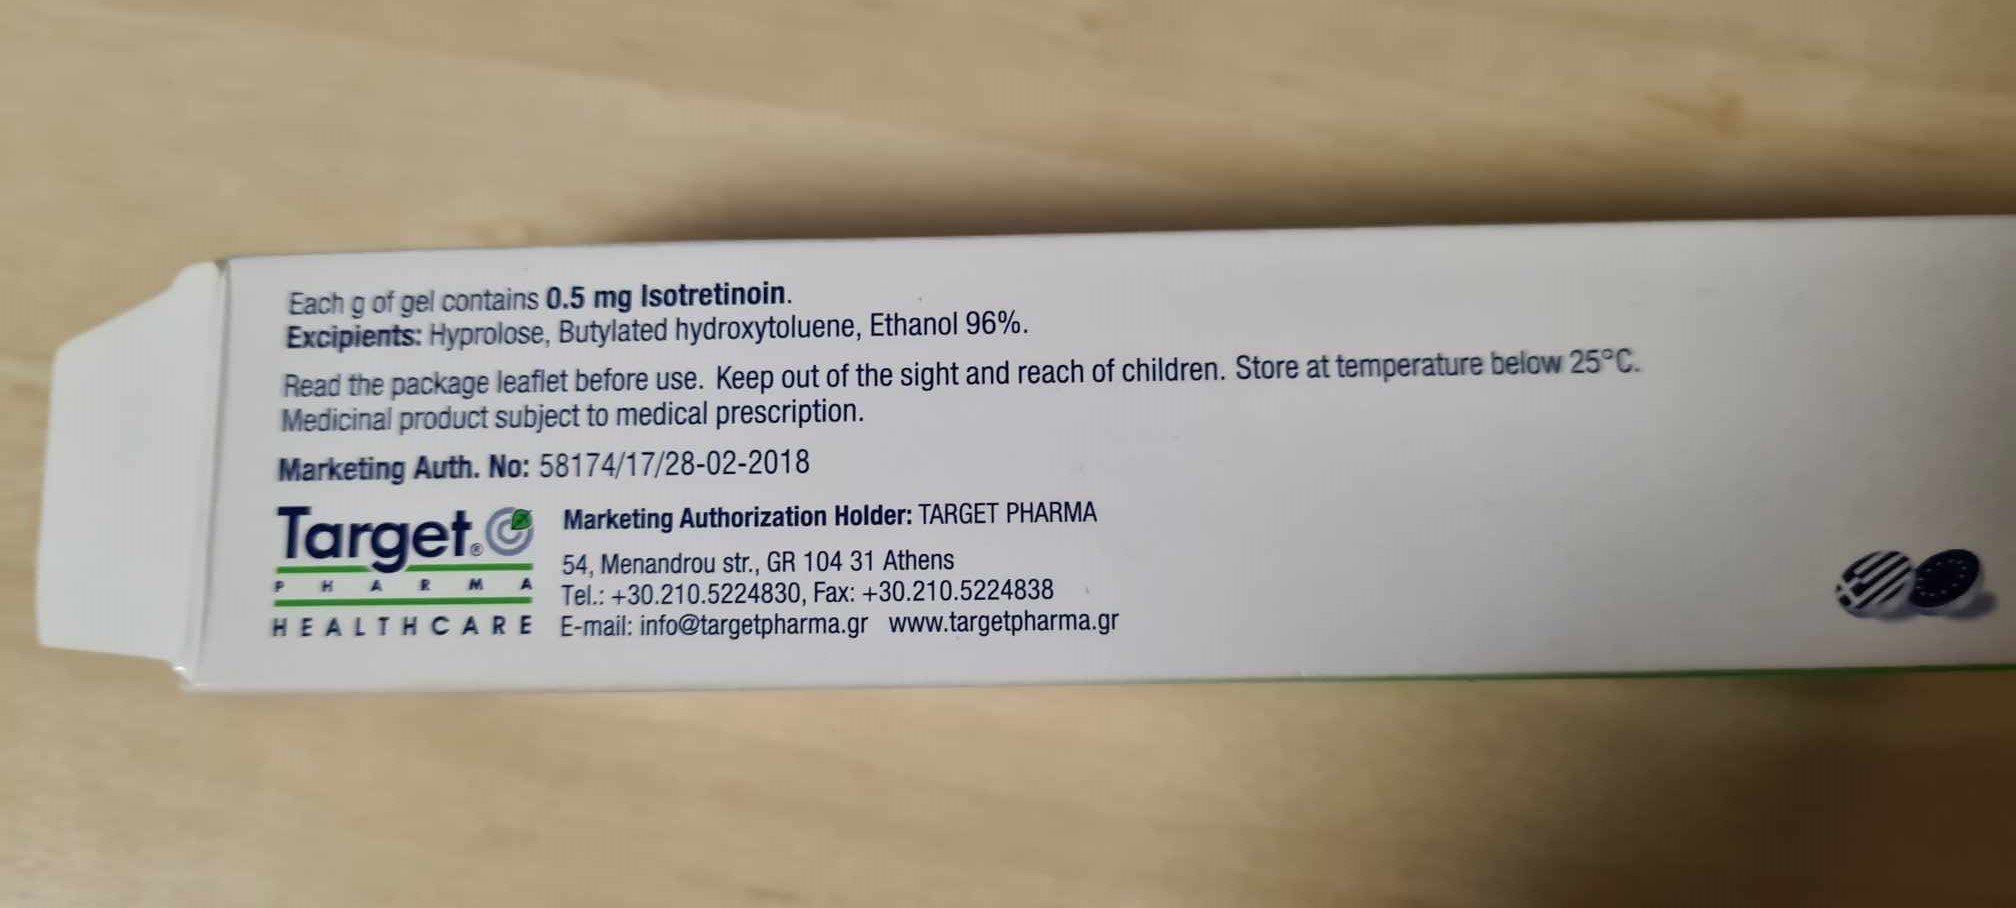 Each g of gel contains 0.5 mg Isotretinoin.
Excipients: Hyprolose, Butylated hydroxytoluene, Ethanol 96%.
Read the package leaflet before use. Keep out of the sight and reach of children. Store at temperature below 25°C.
Medicinal product subject to medical prescription.
Marketing Auth. No: 58174/17/28-02-2018
Target®
PHARMA
HEALTHCARE
Marketing Authorization Holder: TARGET PHARMA
54, Menandrou str., GR 104 31 Athens
Tel.: +30.210.5224830, Fax: +30.210.5224838
E-mail: info@targetpharma.gr www.targetpharma.gr